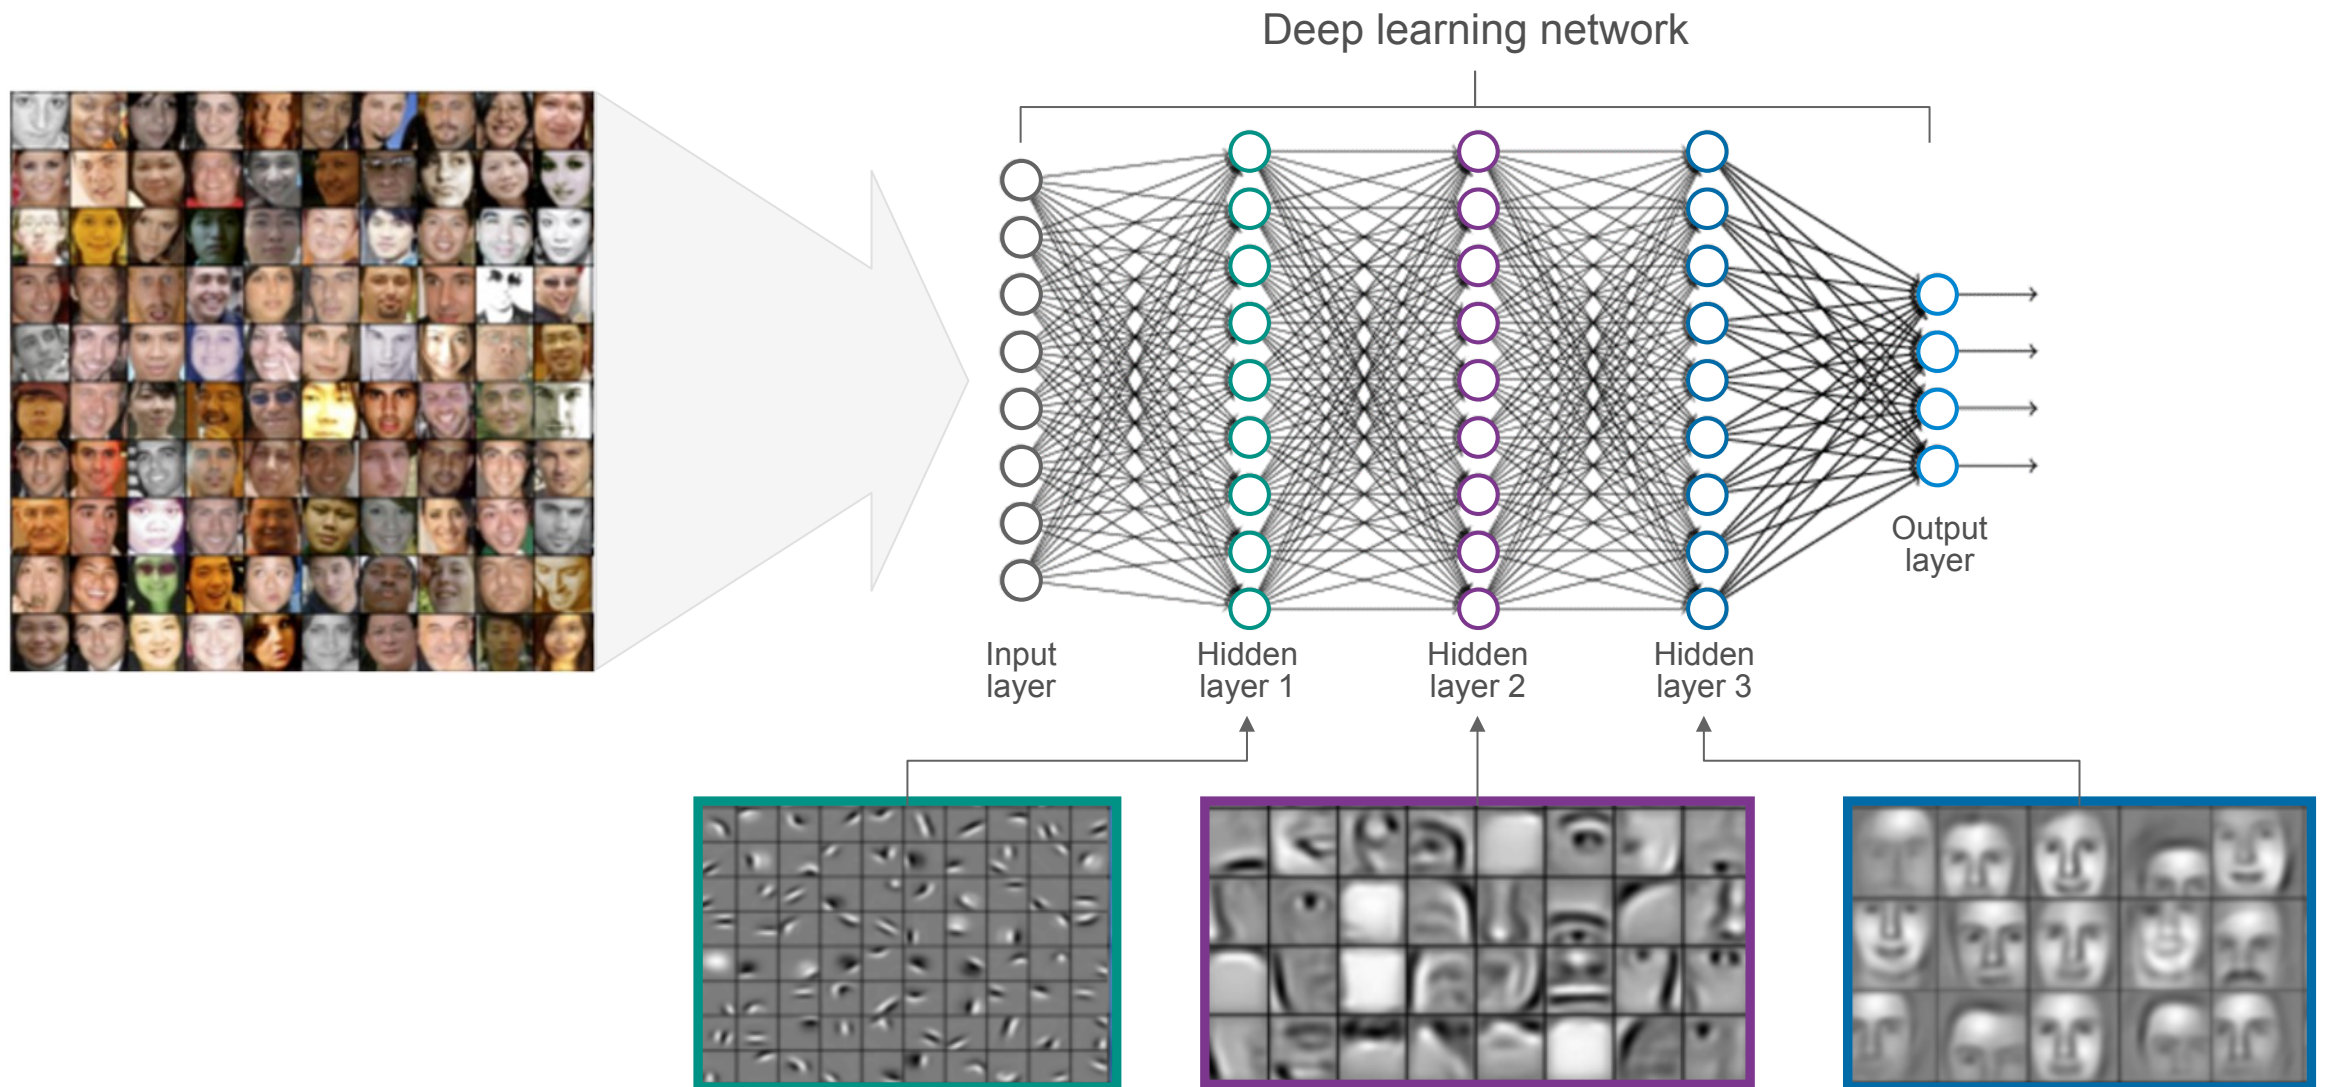 Deep learning network
Input
layer
Hidden
layer 1
Hidden
layer 2
Hidden
layer 3
Output
layer